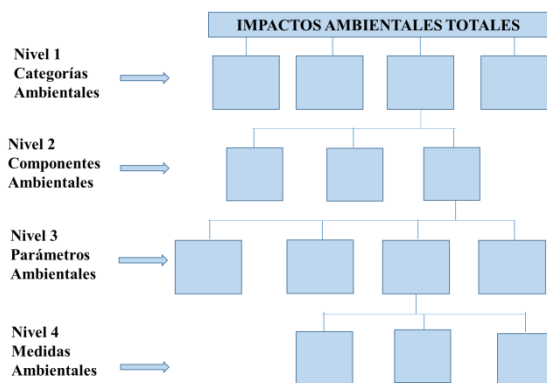 IMPACTOS AMBIENTALES TOTALES
Nivel 1
Categorías
Ambientales
Nivel 2
Componentes
Ambientales
Nivel 3
Parámetros
Ambientales
Nivel 4
Medidas
Ambientales